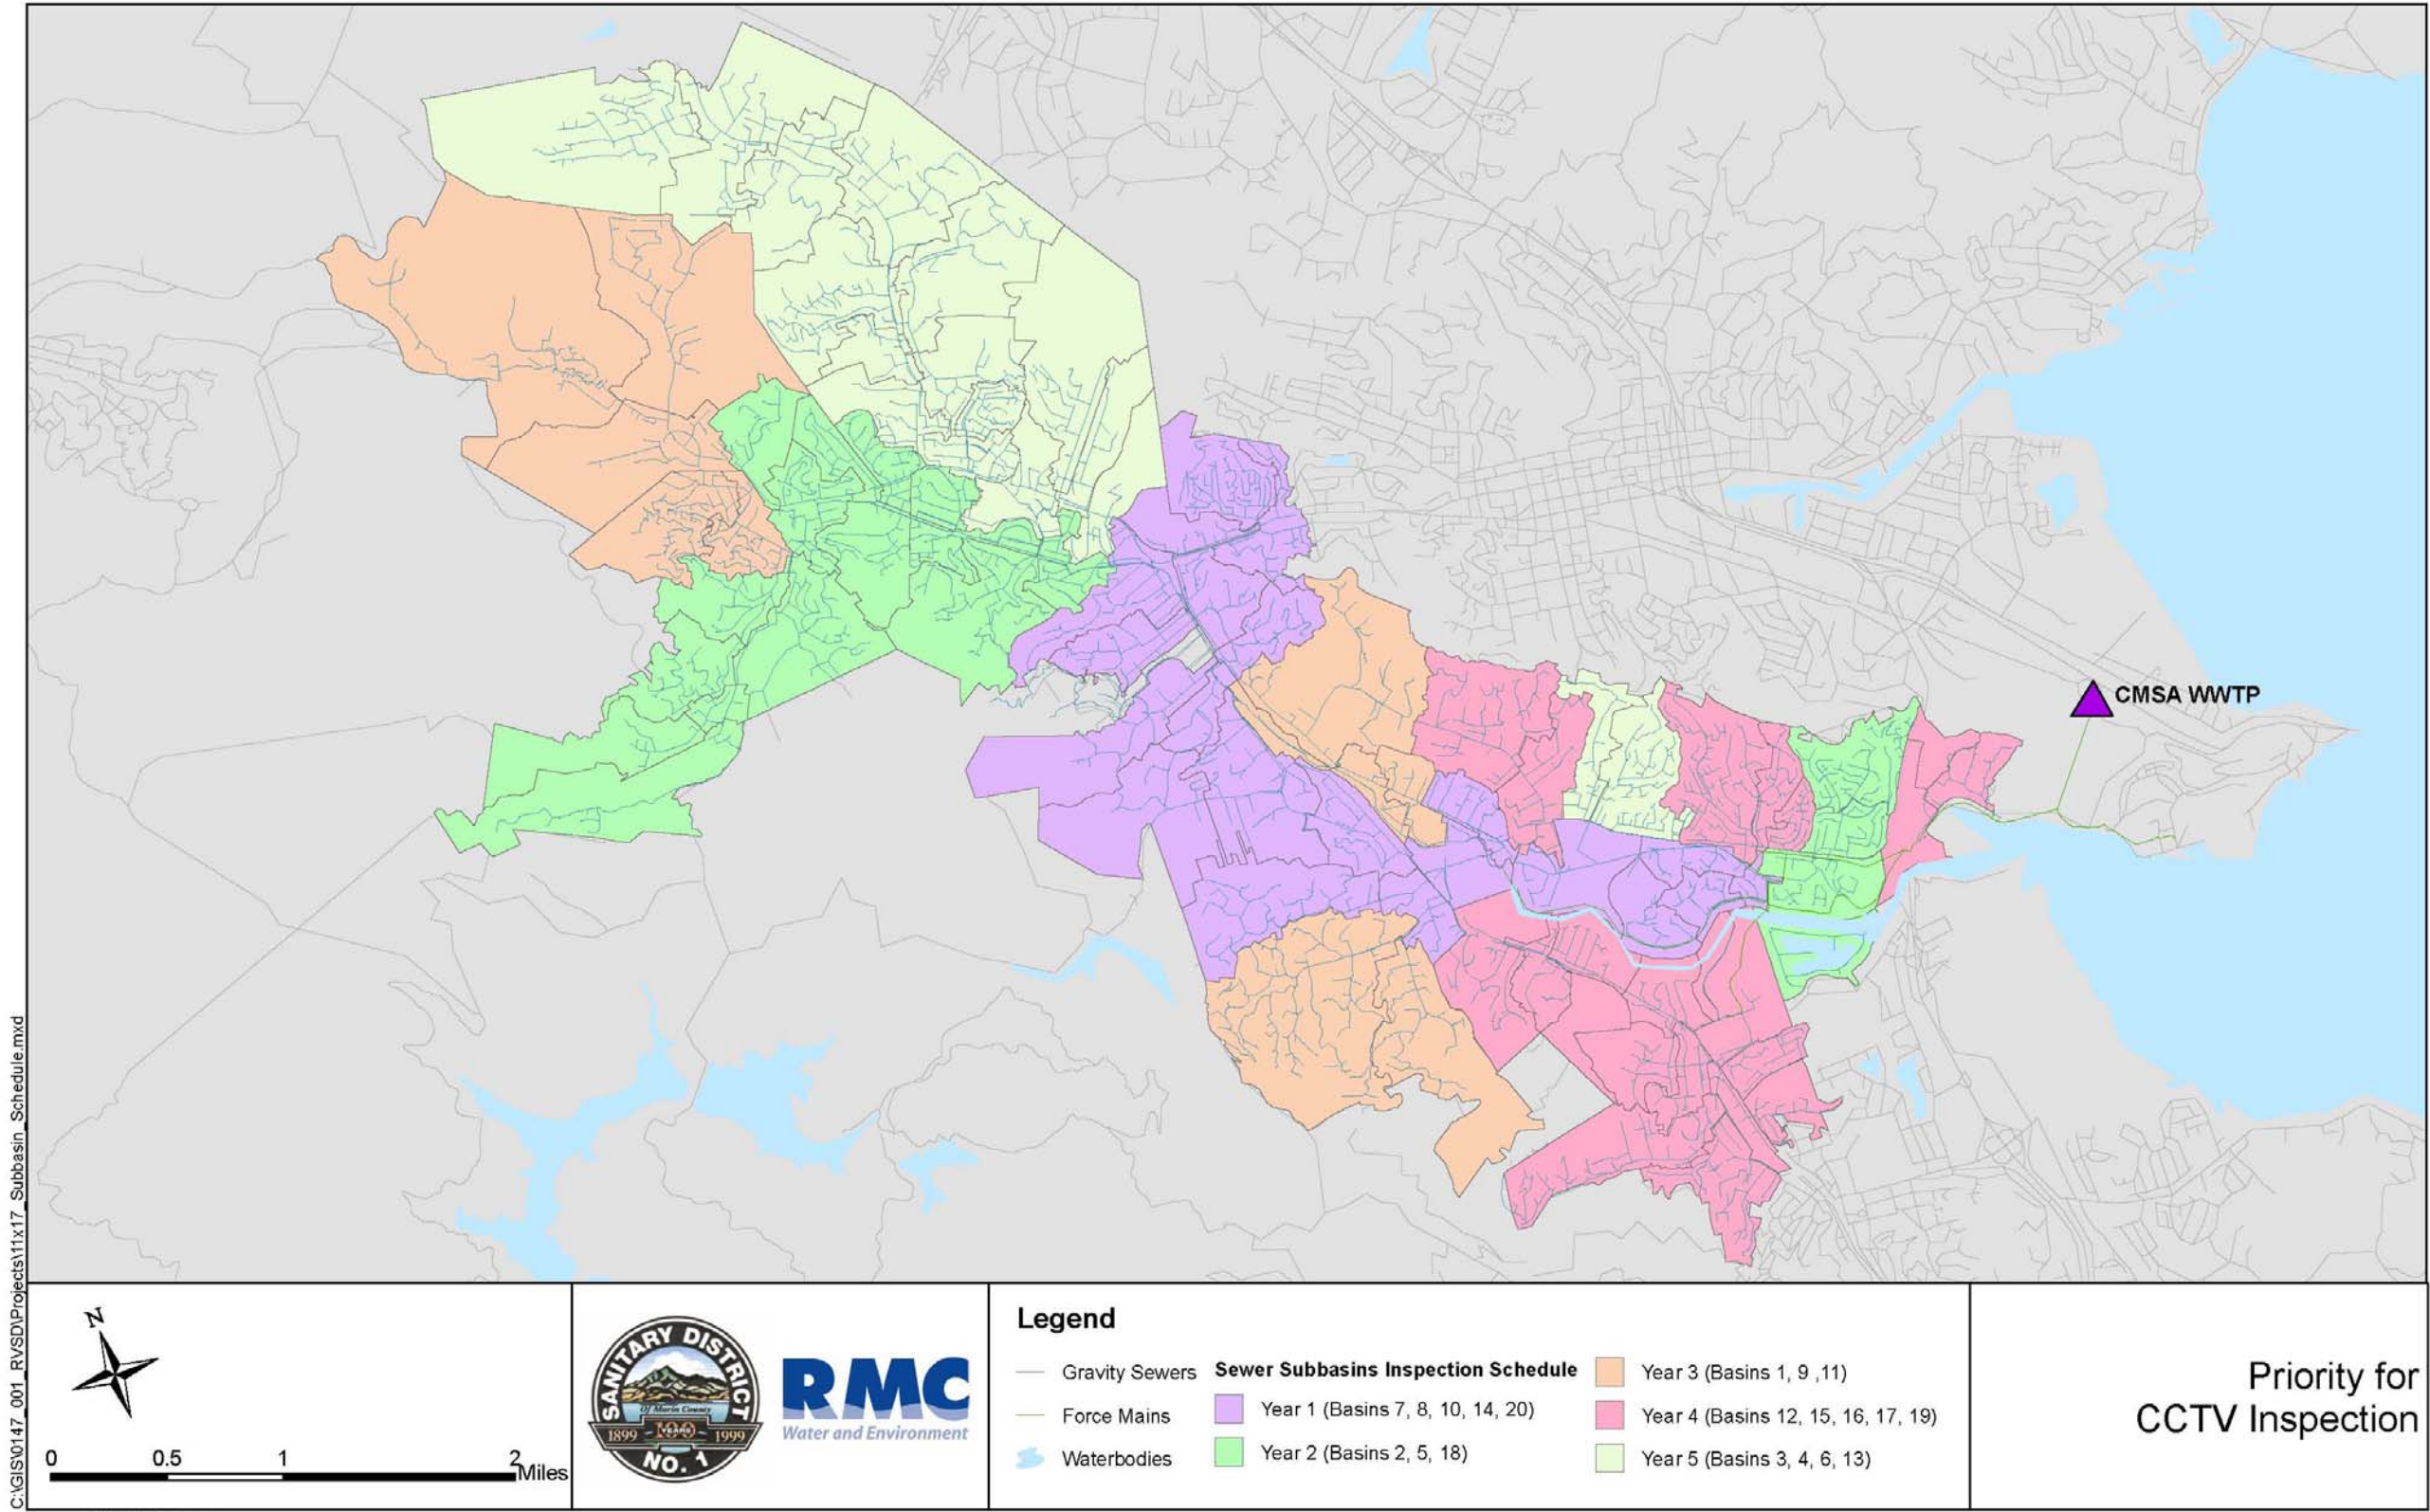 CMSA WWTP
C:\GIS\0147_001_RVSD\Projects\11x17_Subbasin_Schedule.mxd
N
0 0.5 1 2
Miles
SANITARY DISTRICT
Of Marin County
1899 100 1999
YEARS
NO. 1
RMC
Water and Environment
Legend
Gravity Sewers
Force Mains
Waterbodies
Sewer Subbasins Inspection Schedule
Year 1 (Basins 7, 8, 10, 14, 20)
Year 2 (Basins 2, 5, 18)
Year 3 (Basins 1, 9 ,11)
Year 4 (Basins 12, 15, 16, 17, 19)
Year 5 (Basins 3, 4, 6, 13)
Priority for
CCTV Inspection